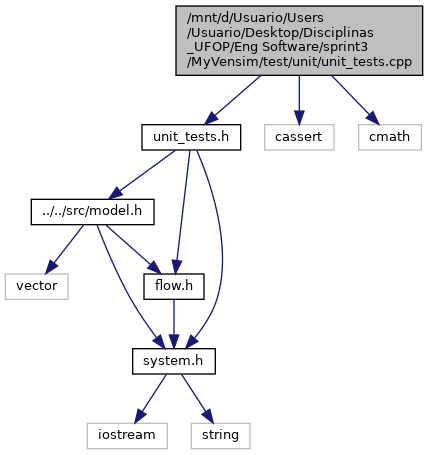 /mnt/d/Usuario/Users
/Usuario/Desktop/Disciplinas
_UFOP/Eng Software/sprint3
/MyVensim/test/unit/unit_tests.cpp
unit_tests.h
cassert
cmath
../../src/model.h
vector
flow.h
system.h
iostream
string